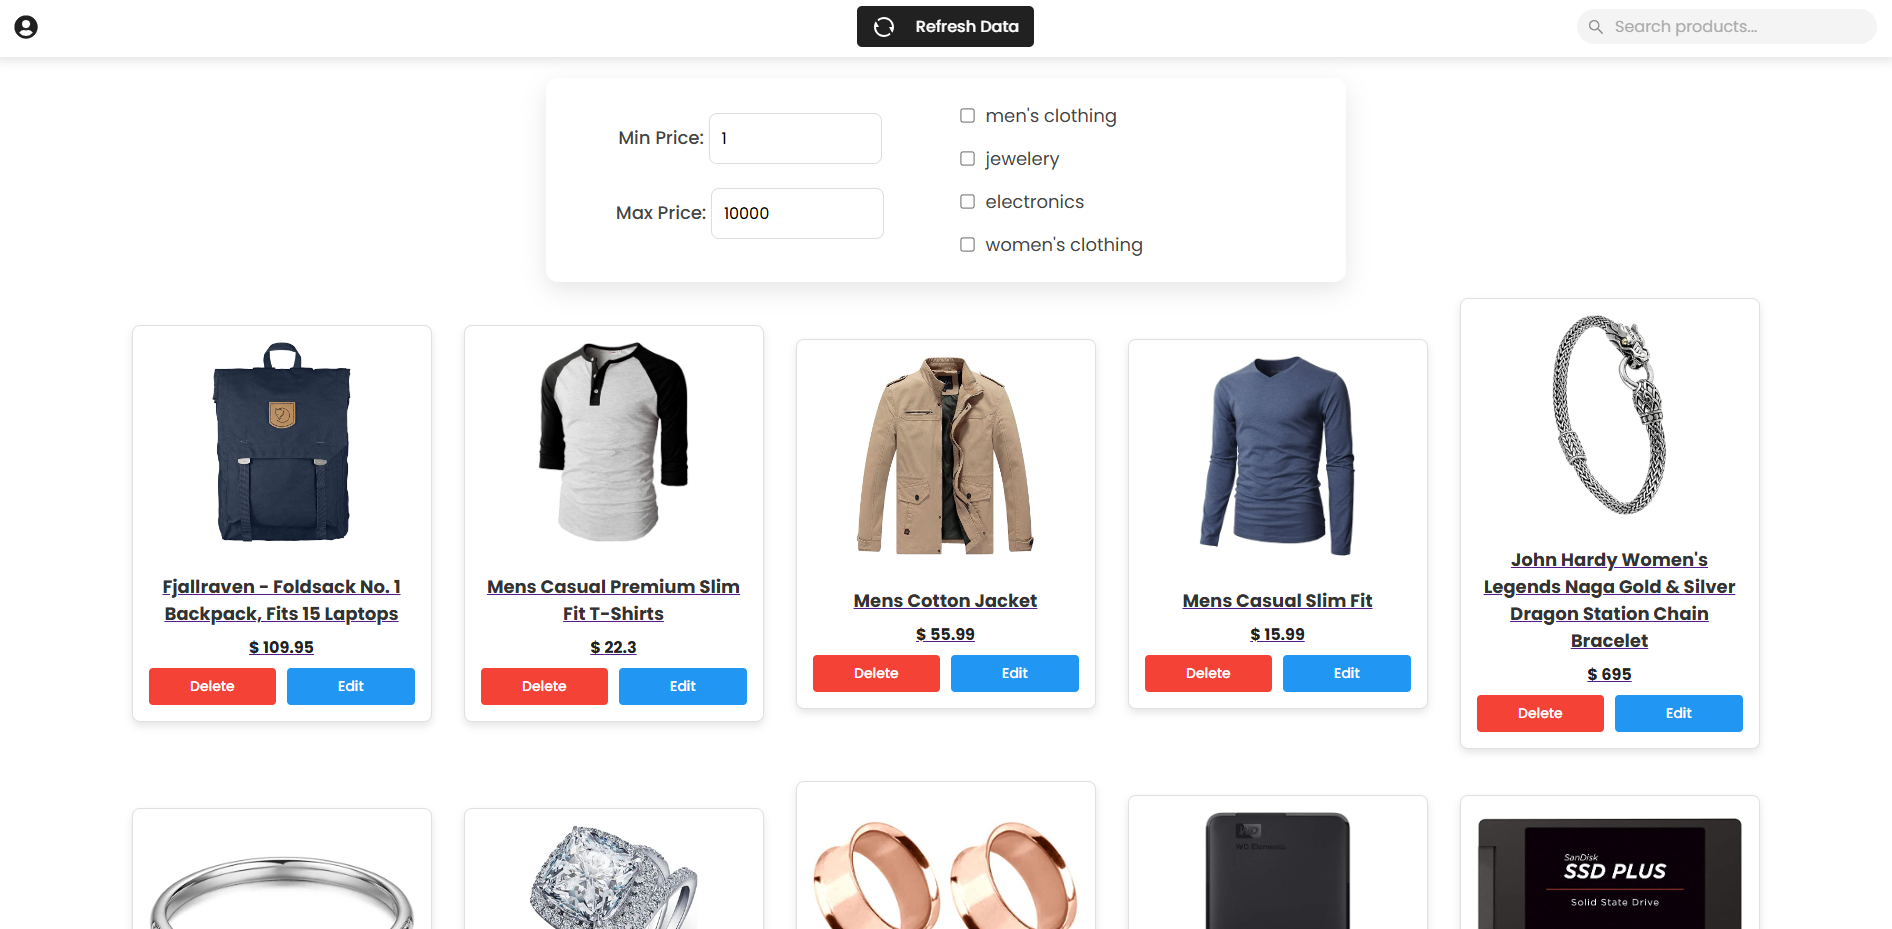 Refresh Data
Search products...
Min Price: 1
Max Price: 10000
men's clothing
jewelery
electronics
women's clothing
Fjallraven - Foldsack No. 1
Backpack, Fits 15 Laptops
$ 109.95
Delete Edit
Mens Casual Premium Slim
Fit T-Shirts
$ 22.3
Delete Edit
Mens Cotton Jacket
$ 55.99
Delete Edit
Mens Casual Slim Fit
$ 15.99
Delete Edit
John Hardy Women's
Legends Naga Gold & Silver
Dragon Station Chain
Bracelet
$ 695
Delete Edit
WD
WD Elements
SanDisk
SSD PLUS
Solid State Drive